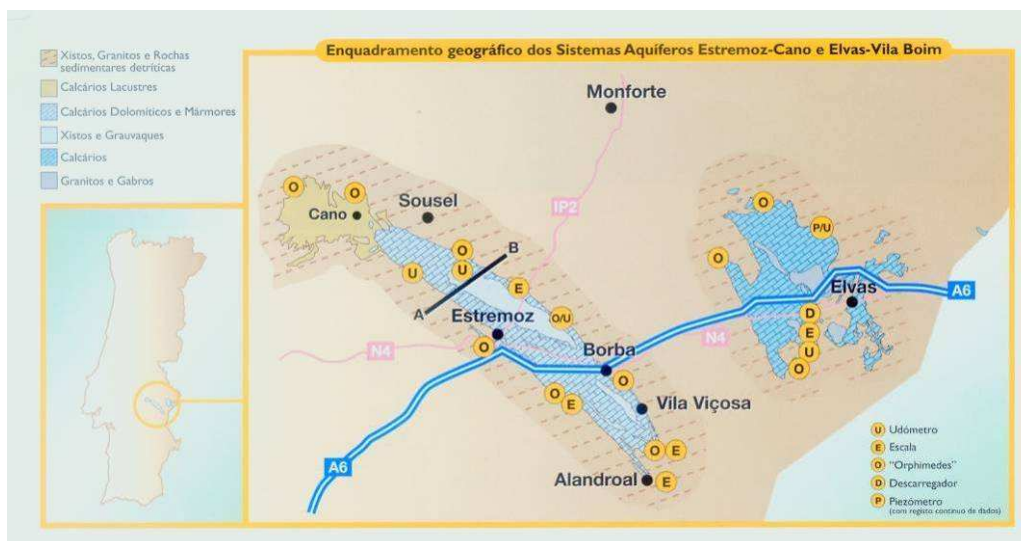 Enquadramento geográfico dos Sistemas Aquíferos Estremoz-Cano e Elvas-Vila Boim
Xistos, Granitos e Rochas
sedimentares detríticas
Calcários Lacustres
Calcários Dolomíticos e Mármores
Xistos e Grauvaques
Calcários
Granitos e Gabros
Monforte
O
O
Cano
Sousel
IP2
O
P/U
O
B
O
U
U
E
A
Estremoz
O/U
Elvas
A6
D
N4
O
Borba
N4
E
U
O
O
O
E
Vila Viçosa
O
E
A6
Alandroal
E
U Udómetro
E Escala
O "Orphimedes"
D Descarregador
P Piezómetro
(com registo contínuo de dados)